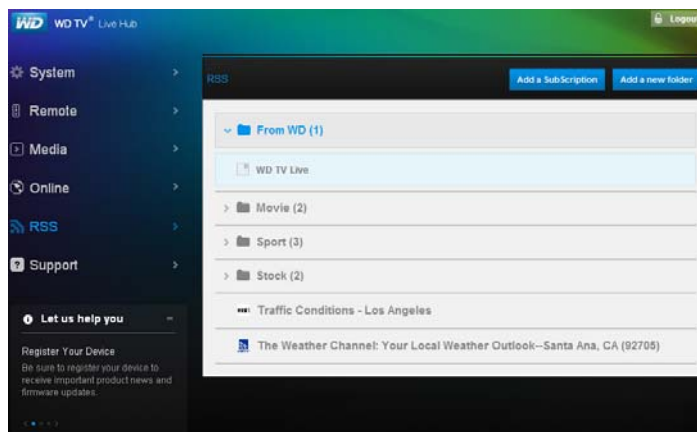 WD WD TV® Live Hub
Logout
System
Remote
Media
Online
RSS
Support
Let us help you
Register Your Device
Be sure to register your device to
receive important product news and
firmware updates.
RSS
Add a SubScription
Add a new folder
From WD (1)
WD TV Live
Movie (2)
Sport (3)
Stock (2)
Traffic Conditions - Los Angeles
The Weather Channel: Your Local Weather Outlook--Santa Ana, CA (92705)